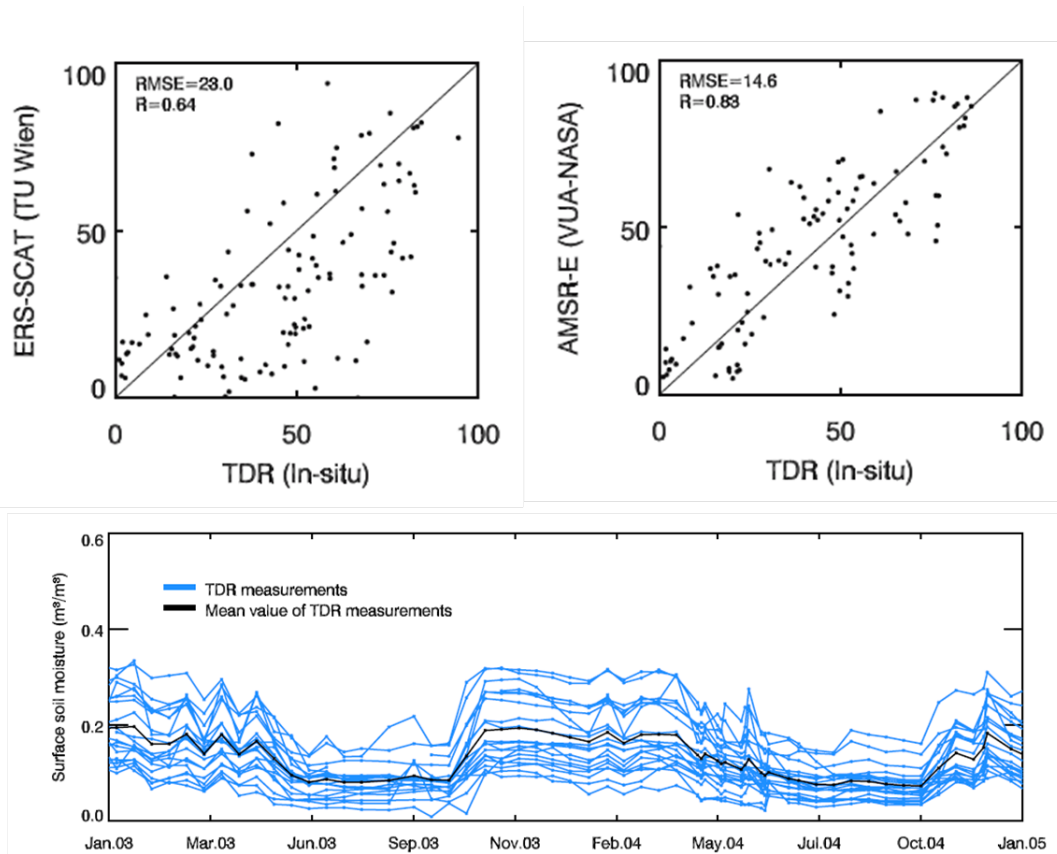 RMSE=23.0
R=0.64
ERS-SCAT (TU Wien)
100
50
0
0 50 100
TDR (In-situ)
RMSE=14.6
R=0.83
AMSR-E (VUA-NASA)
100
50
0
0 50 100
TDR (In-situ)
Surface soil moisture (m³/m³)
0.6
0.4
0.2
0.0
TDR measurements
Mean value of TDR measurements
Jan.03 Mar.03 Jun.03 Sep.03 Nov.03 Feb.04 May.04 Jul.04 Oct.04 Jan.05